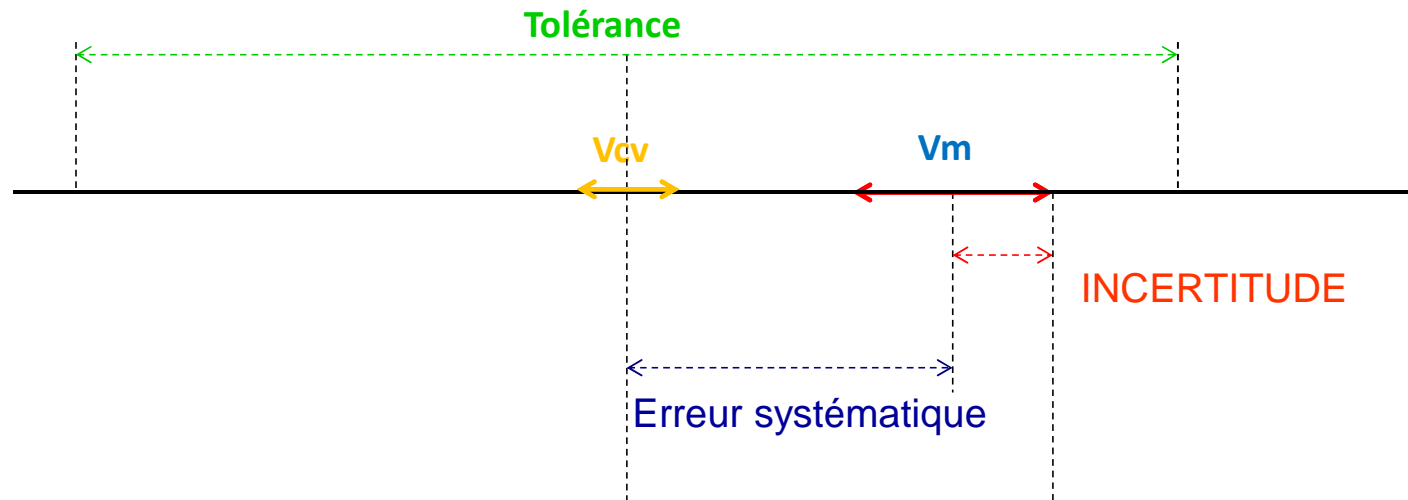 Tolérance
Vcv
Vm
INCERTITUDE
Erreur systématique